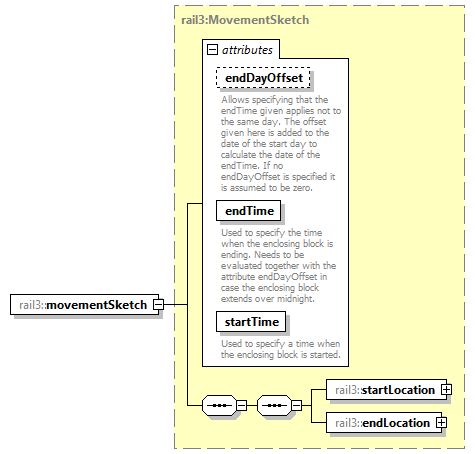 rail3:MovementSketch
attributes
endDayOffset
Allows specifying that the
endTime given applies not to
the same day. The offset
given here is added to the
date of the start day to
calculate the date of the
endTime. If no
endDayOffset is specified it
is assumed to be zero.
endTime
Used to specify the time
when the enclosing block is
ending. Needs to be
evaluated together with the
attribute endDayOffset in
case the enclosing block
extends over midnight.
rail3::movementSketch
startTime
Used to specify a time when
the enclosing block is started.
rail3::startLocation
rail3::endLocation